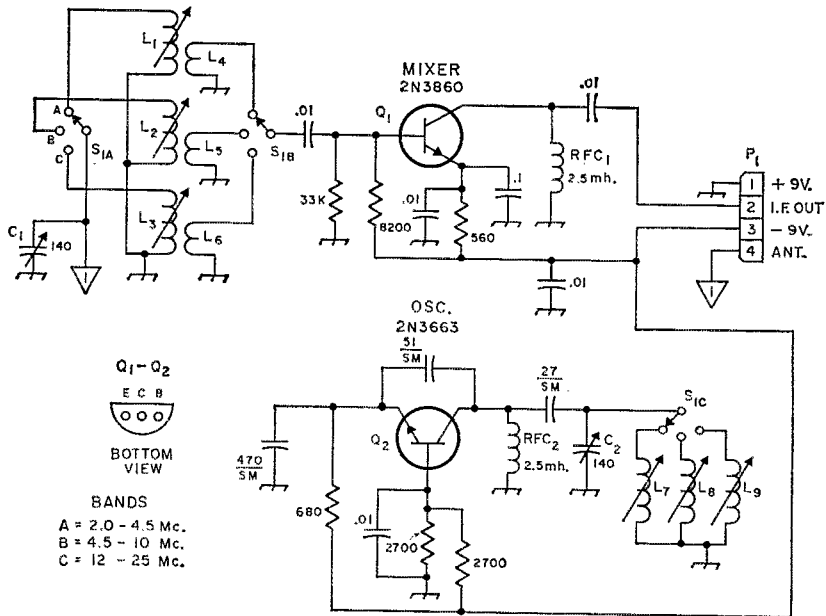 L1
L4
A
B
C
L2
L5
S1A
S1B
L3
L6
C1
140
1
.01
MIXER
2N3860
Q1
33K
8200
.01
560
.1
.01
RFC1
2.5mh.
.01
P1
1 +9V.
2 I.F. OUT
3 -9V.
4 ANT.
1
OSC.
2N3663
51
SM
Q1-Q2
E C B
BOTTOM
VIEW
BANDS
A = 2.0 - 4.5 Mc.
B = 4.5 - 10 Mc.
C = 12 - 25 Mc.
470
SM
680
Q2
.01
2700
2700
27
SM
RFC2
2.5mh.
C2
140
S1C
L7
L8
L9